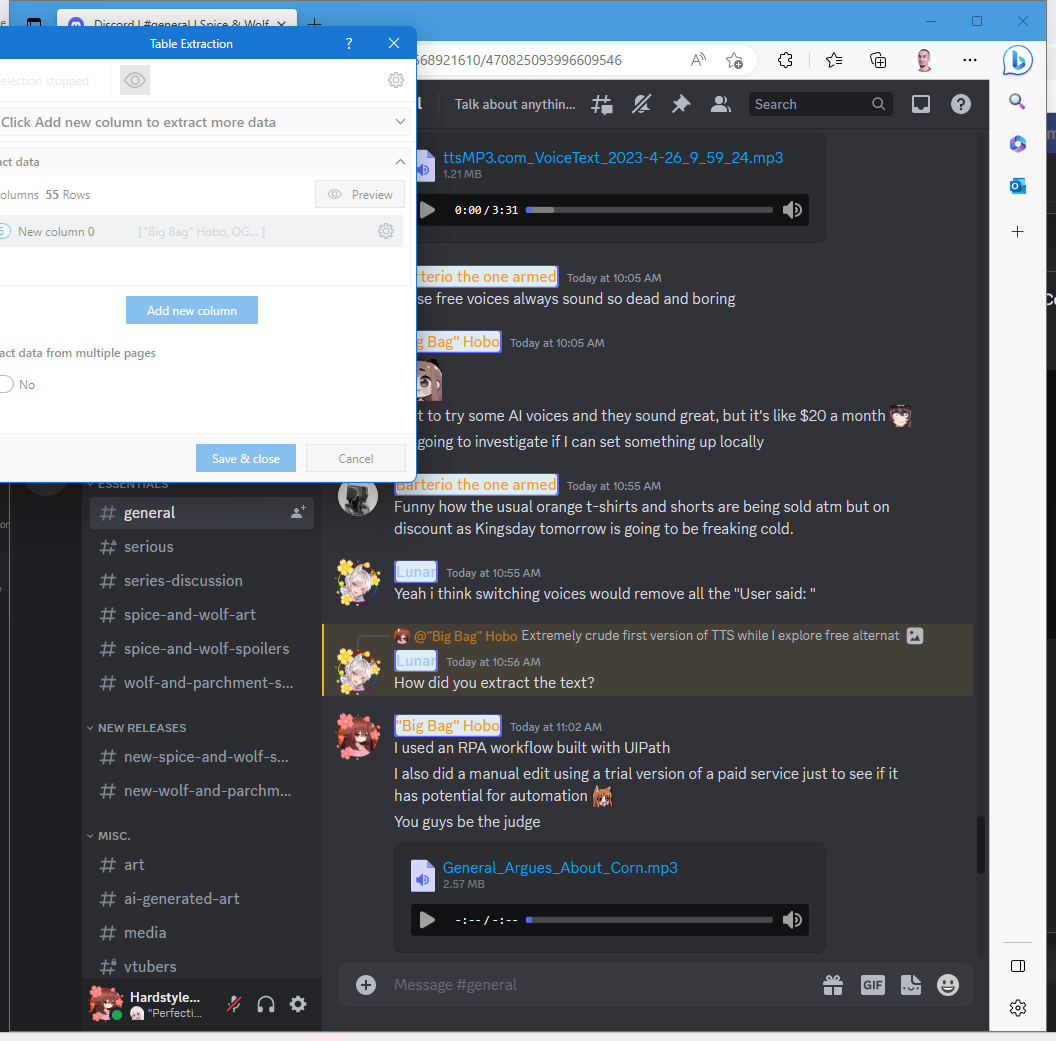 Discord | #general | Spice & Wolf
Table Extraction
?
election stopped
Click Add new column to extract more data
act data
olumns 55 Rows
Preview
New column 0
["Big Bag" Hobo, OG... ]
Add new column
act data from multiple pages
No
Save & close
Cancel
568921610/470825093996609546
Talk about anythin...
Search
ttsMP3.com_VoiceText_2023-4-26_9_59_24.mp3
1.21 MB
0:00 / 3:31
rterio the one armed Today at 10:05 AM
se free voices always sound so dead and boring
g Bag" Hobo Today at 10:05 AM
t to try some AI voices and they sound great, but it's like $20 a month
going to investigate if I can set something up locally
Barterio the one armed Today at 10:55 AM
Funny how the usual orange t-shirts and shorts are being sold atm but on
discount as Kingsday tomorrow is going to be freaking cold.
Lunar Today at 10:55 AM
Yeah i think switching voices would remove all the "User said: "
@"Big Bag" Hobo Extremely crude first version of TTS while I explore free alternat
Lunar Today at 10:56 AM
How did you extract the text?
"Big Bag" Hobo Today at 11:02 AM
I used an RPA workflow built with UIPath
I also did a manual edit using a trial version of a paid service just to see if it
has potential for automation
You guys be the judge
General_Argues_About_Corn.mp3
2.57 MB
-:-- / -:--
Message #general
GIF
ESSENTIALS
general
serious
series-discussion
spice-and-wolf-art
spice-and-wolf-spoilers
wolf-and-parchment-s...
NEW RELEASES
new-spice-and-wolf-s...
new-wolf-and-parchm...
MISC.
art
ai-generated-art
media
vtubers
Hardstyle...
"Perfecti...